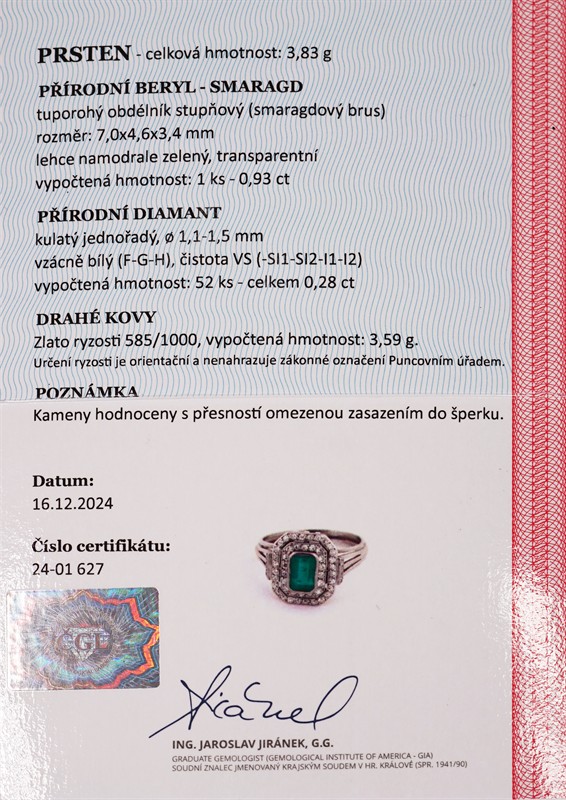 PRSTEN - celková hmotnost: 3,83 g
PŘÍRODNÍ BERYL - SMARAGD
tuporohý obdélník stupňový (smaragdový brus)
rozměr: 7,0x4,6x3,4 mm
lehce namodrale zelený, transparentní
vypočtená hmotnost: 1 ks - 0,93 ct
PŘÍRODNÍ DIAMANT
kulatý jednořadý, ø 1,1-1,5 mm
vzácně bílý (F-G-H), čistota VS (-SI1-SI2-I1-I2)
vypočtená hmotnost: 52 ks - celkem 0,28 ct
DRAHÉ KOVY
Zlato ryzosti 585/1000, vypočtená hmotnost: 3,59 g.
Určení ryzosti je orientační a nenahrazuje zákonné označení Puncovním úřadem.
POZNÁMKA
Kameny hodnoceny s přesností omezenou zasazením do šperku.
Datum:
16.12.2024
Číslo certifikátu:
24-01 627
Jiránek
ING. JAROSLAV JIRÁNEK, G.G.
GRADUATE GEMOLOGIST (GEMOLOGICAL INSTITUTE OF AMERICA - GIA)
SOUDNÍ ZNALEC JMENOVANÝ KRAJSKÝM SOUDEM V HR. KRÁLOVÉ (SPR. 1941/90)